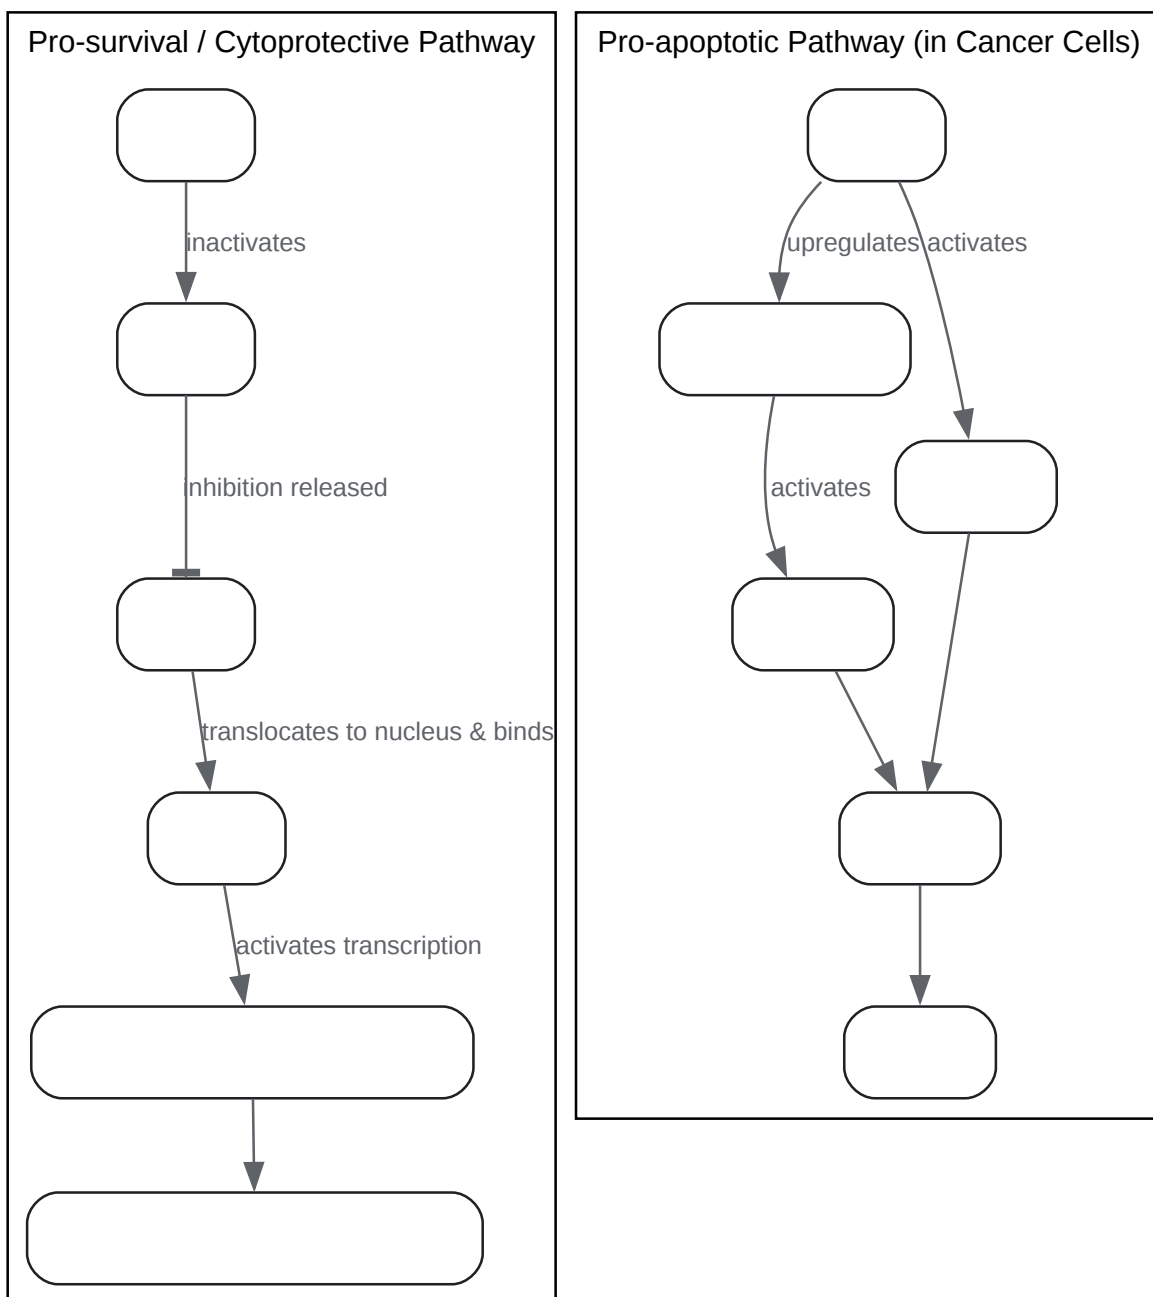 Pro-survival / Cytoprotective Pathway
inactivates
inhibition released
translocates to nucleus & binds
activates transcription
Pro-apoptotic Pathway (in Cancer Cells)
upregulates
activates
activates